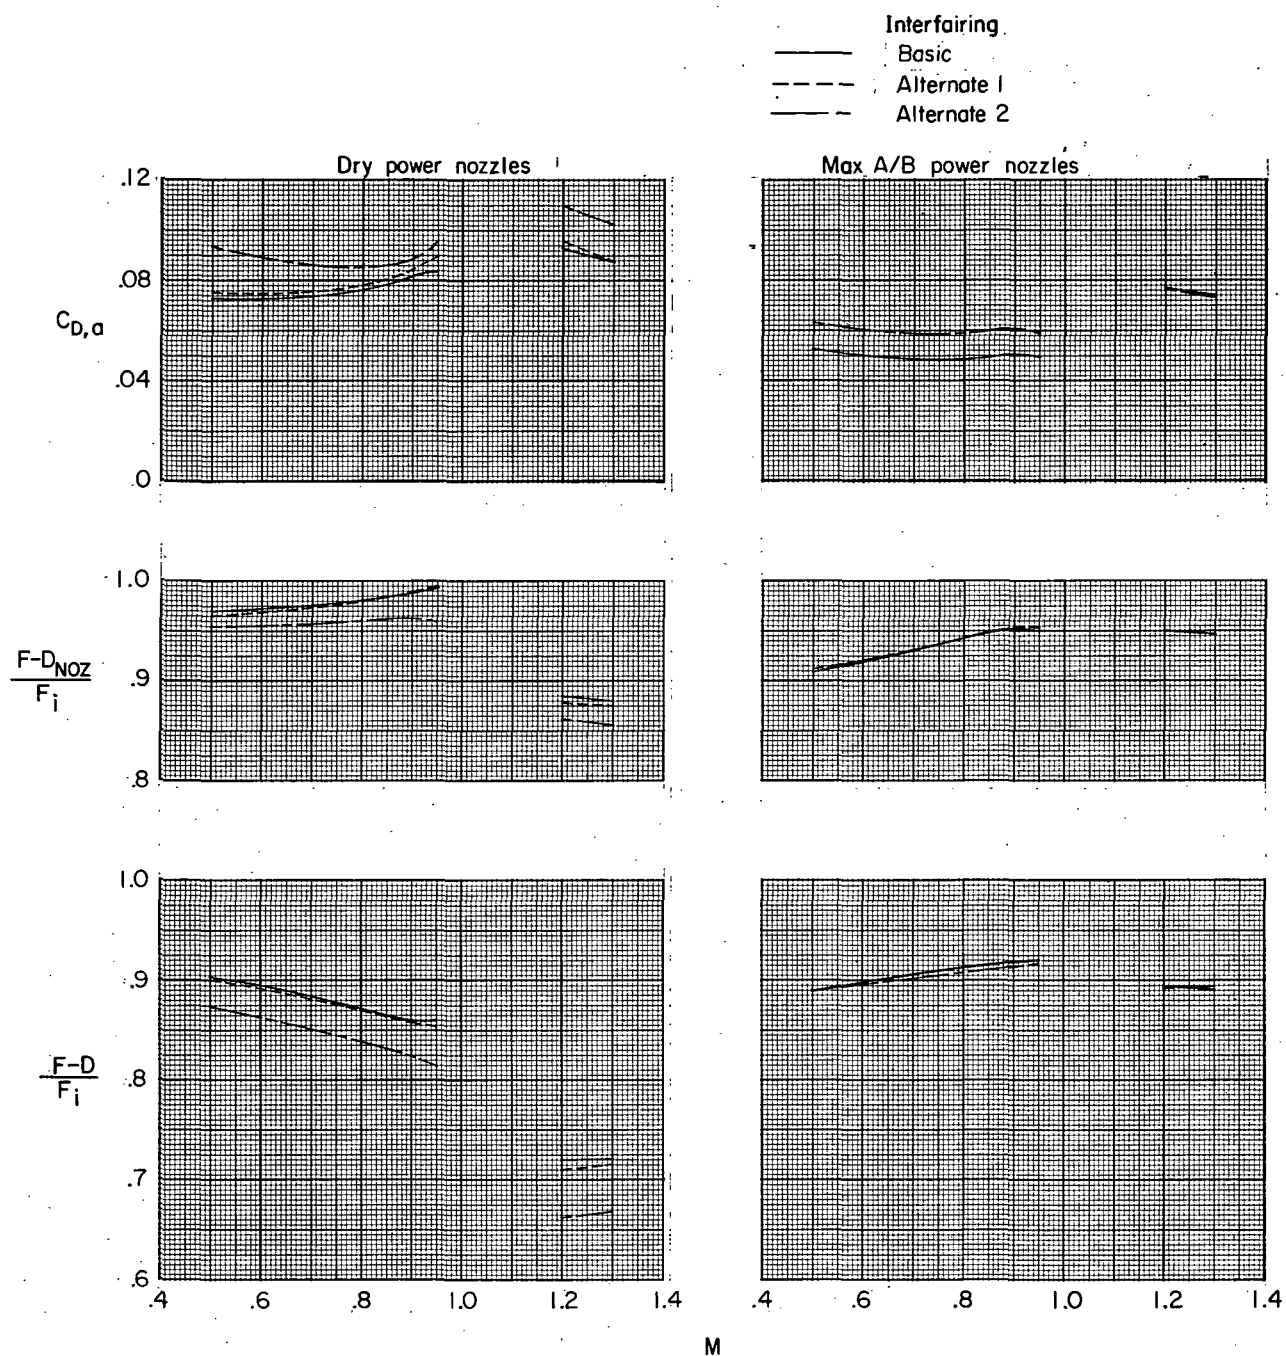 Interfairing
Basic
Alternate 1
Alternate 2
Dry power nozzles
Max A/B power nozzles
.12
.08
C_D,a
.04
0
1.0
F-D_NOZ
F_i
.9
.8
1.0
.9
F-D
F_i
.8
.7
.6
.4 .6 .8 1.0 1.2 1.4
.4 .6 .8 1.0 1.2 1.4
M